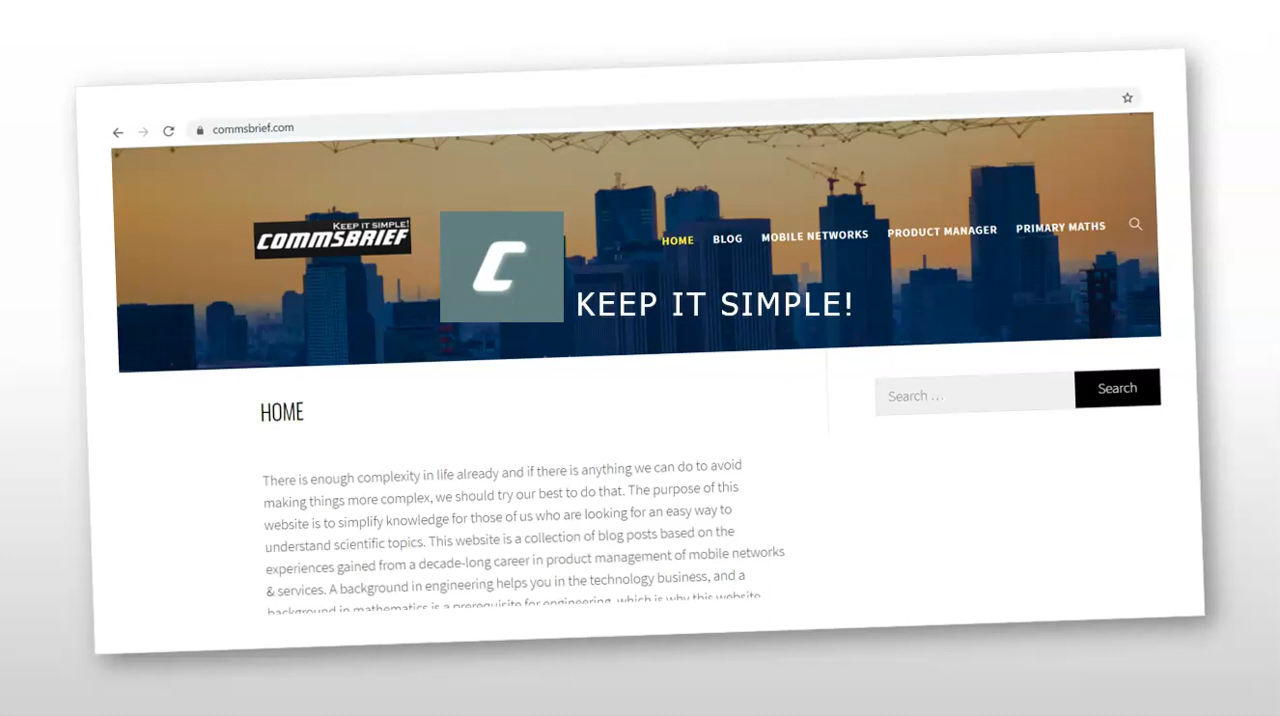 commsbrief.com
KEEP IT SIMPLE!
COMMSBRIEF
C
HOME BLOG MOBILE NETWORKS PRODUCT MANAGER PRIMARY MATHS
KEEP IT SIMPLE!
Search ...
Search
HOME
There is enough complexity in life already and if there is anything we can do to avoid
making things more complex, we should try our best to do that. The purpose of this
website is to simplify knowledge for those of us who are looking for an easy way to
understand scientific topics. This website is a collection of blog posts based on the
experiences gained from a decade-long career in product management of mobile networks
& services. A background in engineering helps you in the technology business, and a
background in mathematics is a prerequisite for engineering, which is why this website